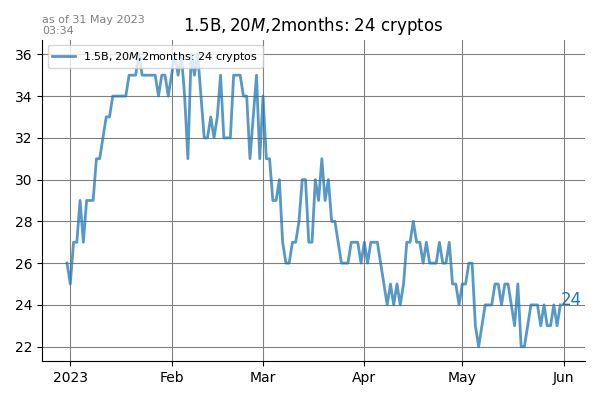 as of 31 May 2023
03:34
1.5B, 20M,2months: 24 cryptos
1.5B, 20M,2months: 24 cryptos
36
34
32
30
28
26
24
22
24
2023 Feb Mar Apr May Jun